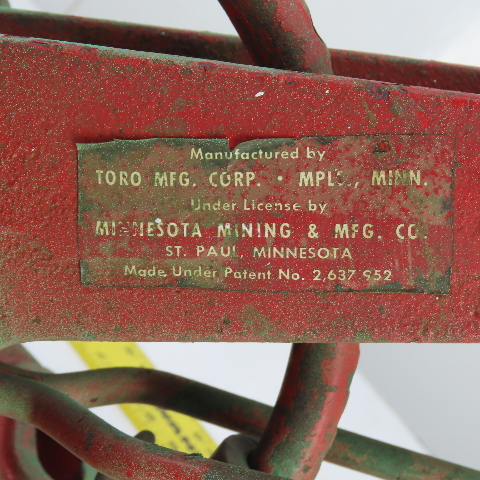 Manufactured by
TORO MFG. CORP. • MPLS., MINN.
Under License by
MINNESOTA MINING & MFG. CO.
ST. PAUL, MINNESOTA
Made Under Patent No. 2,637 952